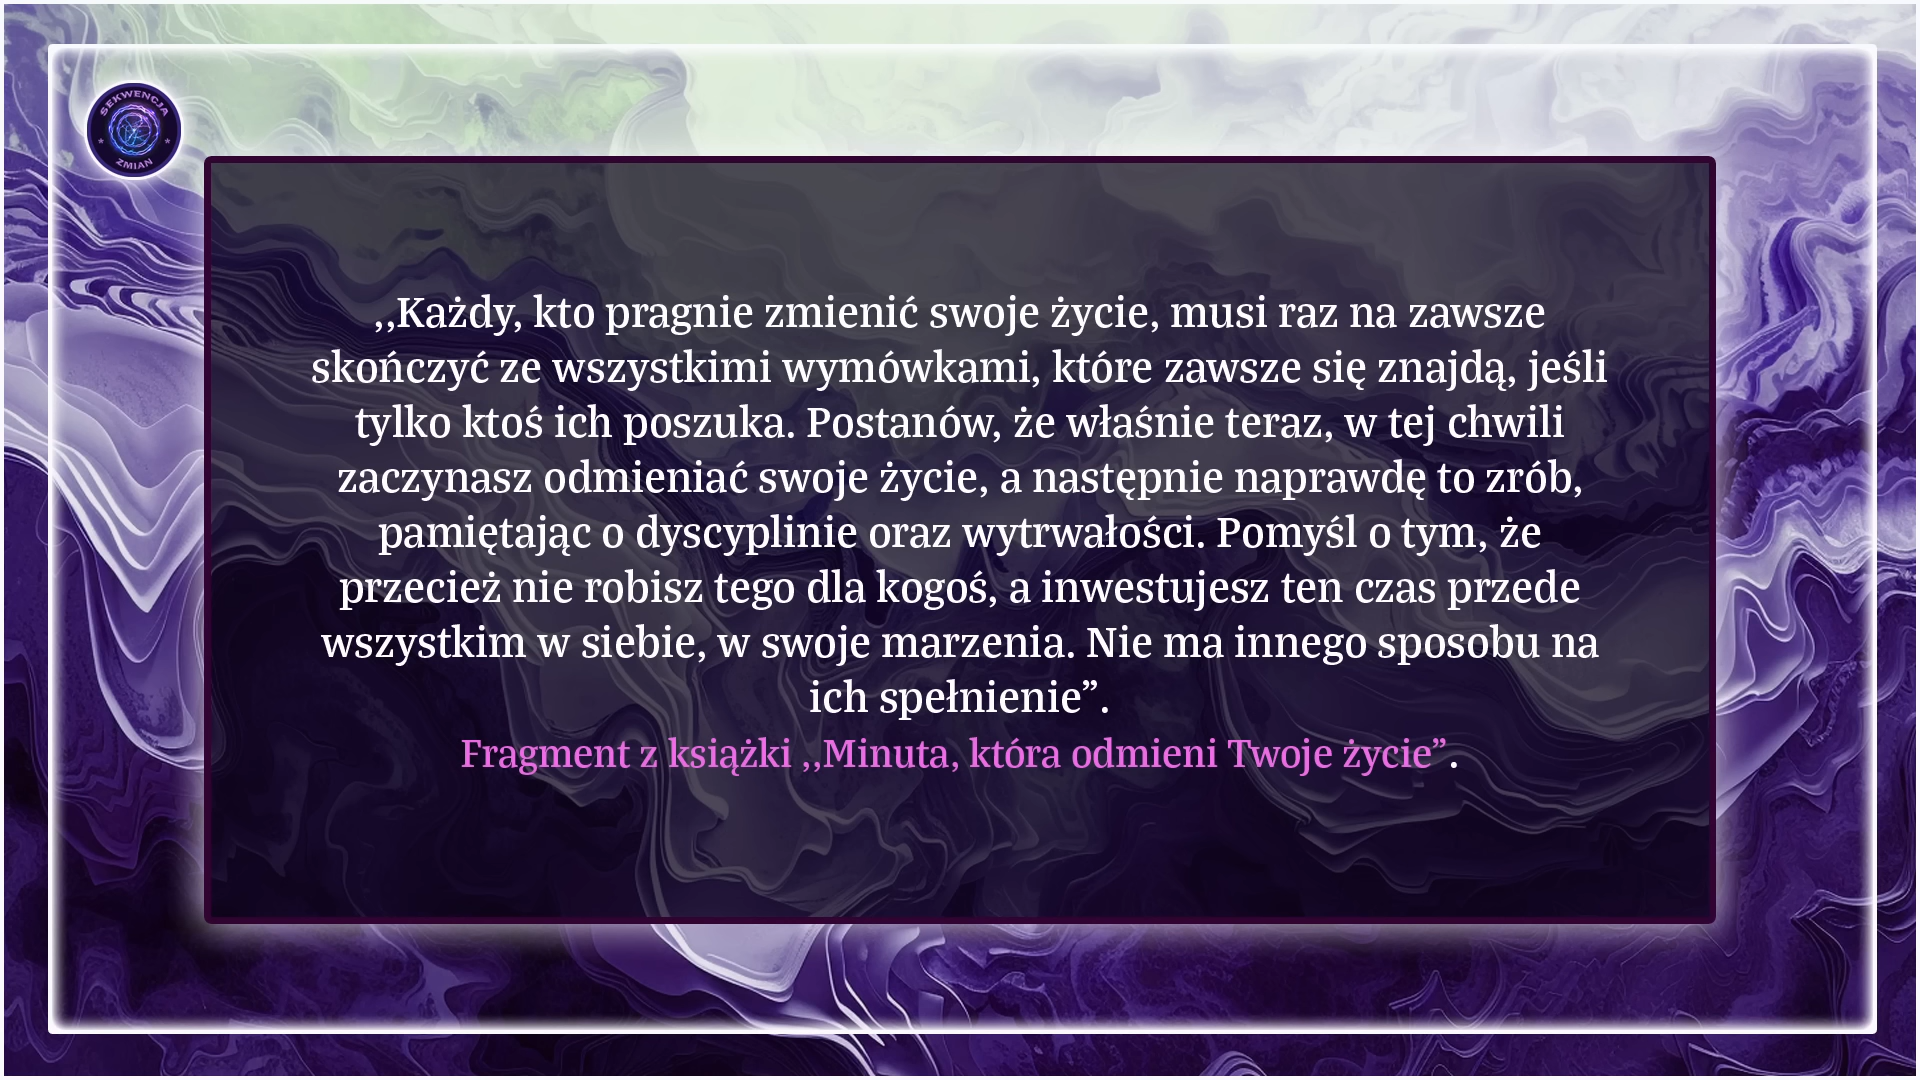 SEKWENCJA
ZMIAN
,,Każdy, kto pragnie zmienić swoje życie, musi raz na zawsze
skończyć ze wszystkimi wymówkami, które zawsze się znajdą, jeśli
tylko ktoś ich poszuka. Postanów, że właśnie teraz, w tej chwili
zaczynasz odmieniać swoje życie, a następnie naprawdę to zrób,
pamiętając o dyscyplinie oraz wytrwałości. Pomyśl o tym, że
przecież nie robisz tego dla kogoś, a inwestujesz ten czas przede
wszystkim w siebie, w swoje marzenia. Nie ma innego sposobu na
ich spełnienie”.
Fragment z książki ,,Minuta, która odmieni Twoje życie”.